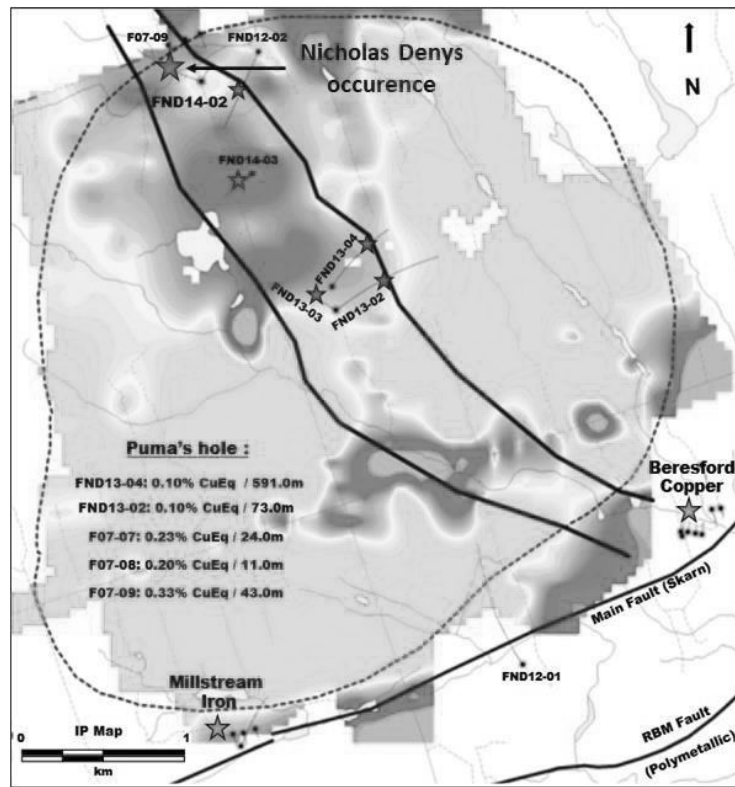 F07-09
FND12-02
Nicholas Denys
occurence
N
FND14-02
FND14-03
FND13-04
FND13-03
FND13-02
Puma's hole :
FND13-04: 0.10% CuEq / 591.0m
FND13-02: 0.10% CuEq / 73.0m
F07-07: 0.23% CuEq / 24.0m
F07-08: 0.20% CuEq / 11.0m
F07-09: 0.33% CuEq / 43.0m
Beresford
Copper
Main Fault (Skarn)
FND12-01
Millstream
Iron
IP Map
0 1
km
RBM Fault
(Polymetallic)